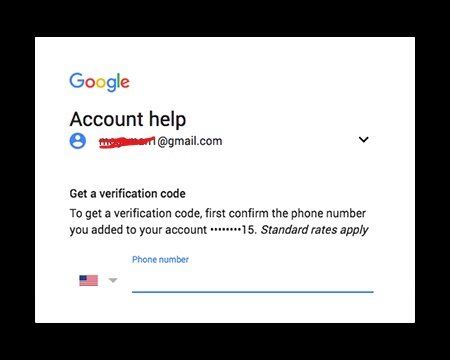 Google
Account help
@gmail.com
Get a verification code
To get a verification code, first confirm the phone number
you added to your account ••••••••15. Standard rates apply
Phone number